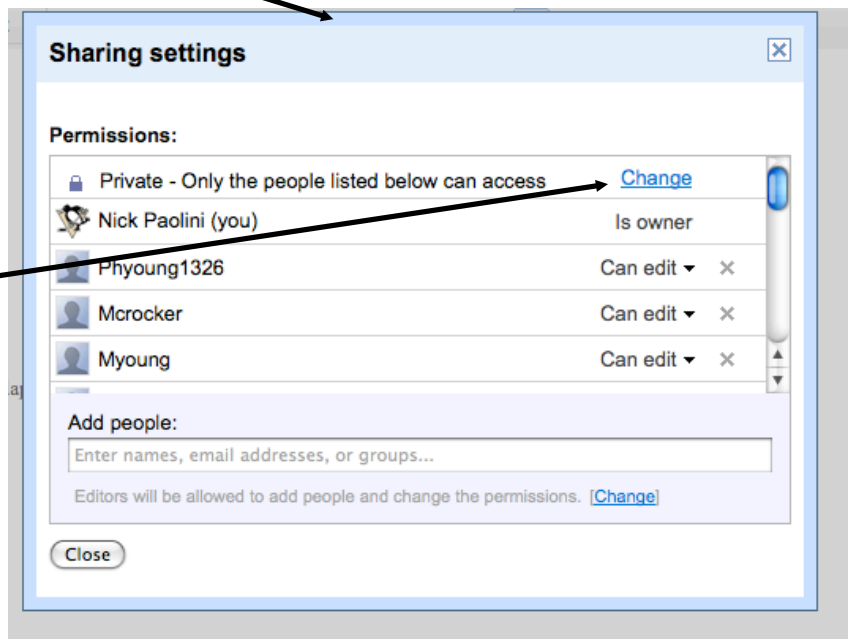 Sharing settings
Permissions:
Private - Only the people listed below can access Change
Nick Paolini (you) Is owner
Phyoung1326 Can edit
Mcrocker Can edit
Myoung Can edit
Add people:
Enter names, email addresses, or groups...
Editors will be allowed to add people and change the permissions. [Change]
Close